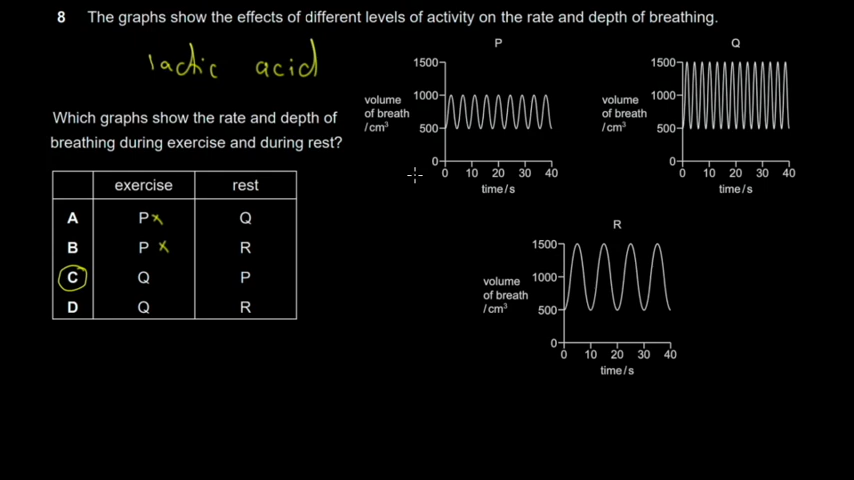 8 The graphs show the effects of different levels of activity on the rate and depth of breathing.
lactic acid
Which graphs show the rate and depth of
breathing during exercise and during rest?
exercise rest
A P x Q
B P x R
C Q P
D Q R
P
volume
of breath
/cm³
1500
1000
500
0
0 10 20 30 40
time/s
Q
volume
of breath
/cm³
1500
1000
500
0
0 10 20 30 40
time/s
R
volume
of breath
/cm³
1500
1000
500
0
0 10 20 30 40
time/s